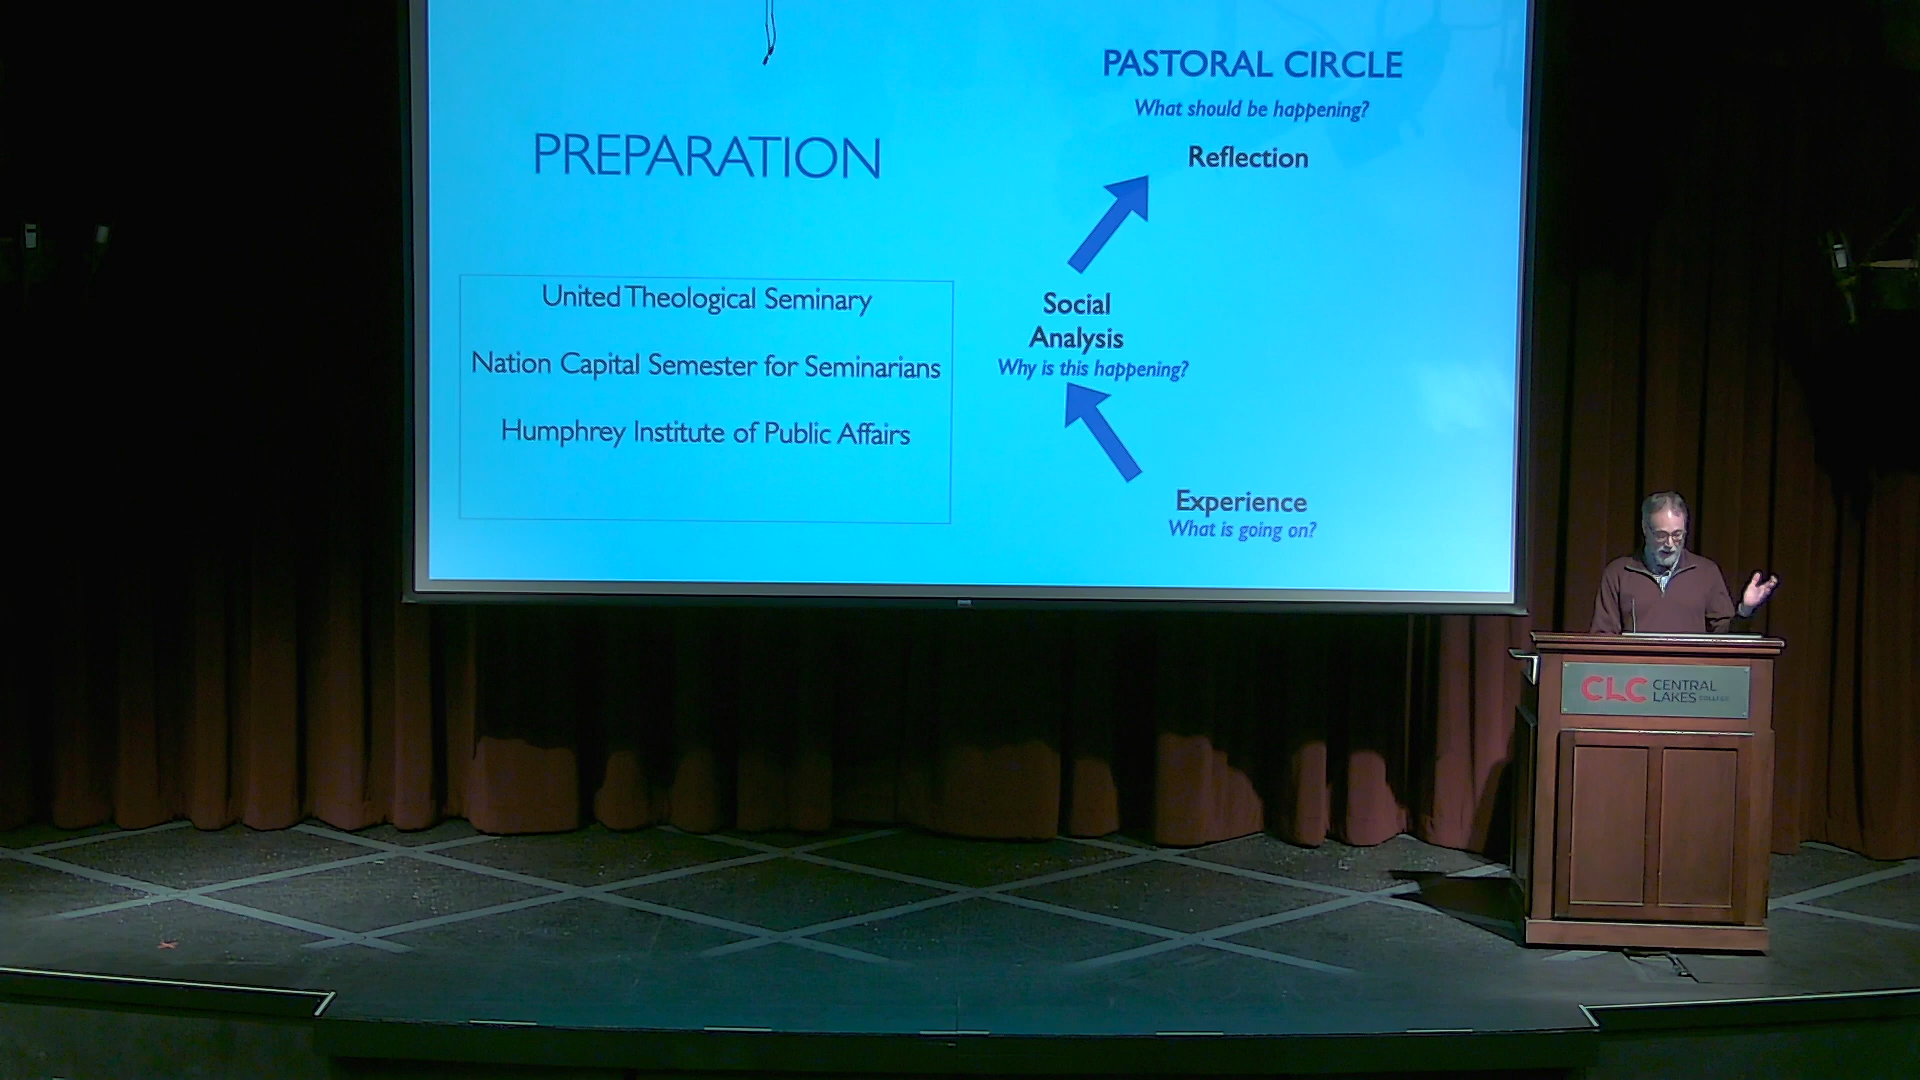 PREPARATION
United Theological Seminary
Nation Capital Semester for Seminarians
Humphrey Institute of Public Affairs
PASTORAL CIRCLE
What should be happening?
Reflection
Social
Analysis
Why is this happening?
Experience
What is going on?
CLC CENTRAL
LAKES COLLEGE